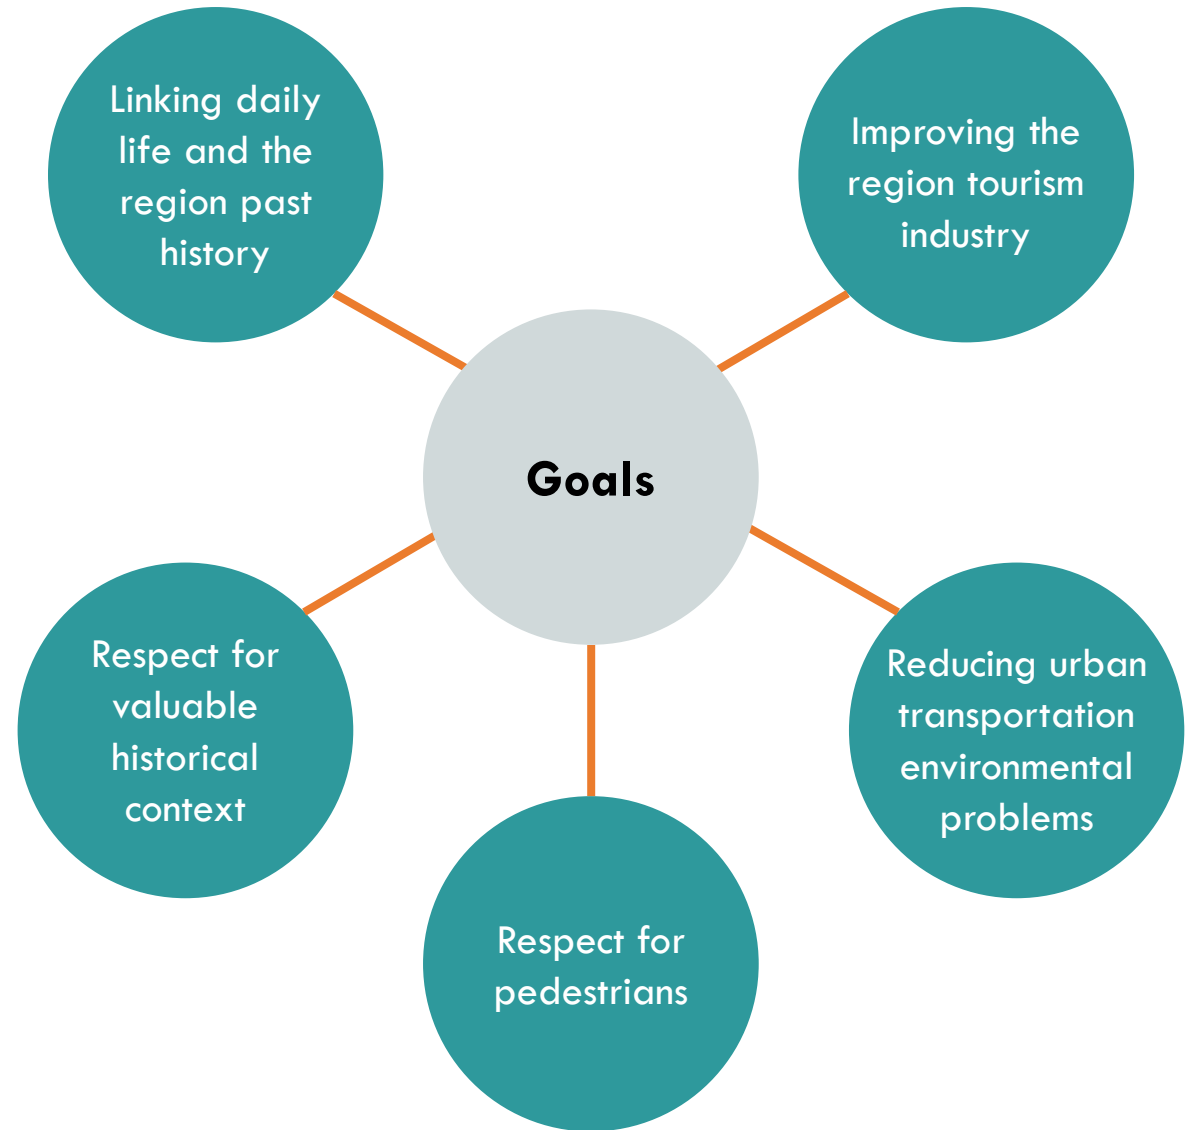 Linking daily
life and the
region past
history
Improving the
region tourism
industry
Goals
Respect for
valuable
historical
context
Reducing urban
transportation
environmental
problems
Respect for
pedestrians